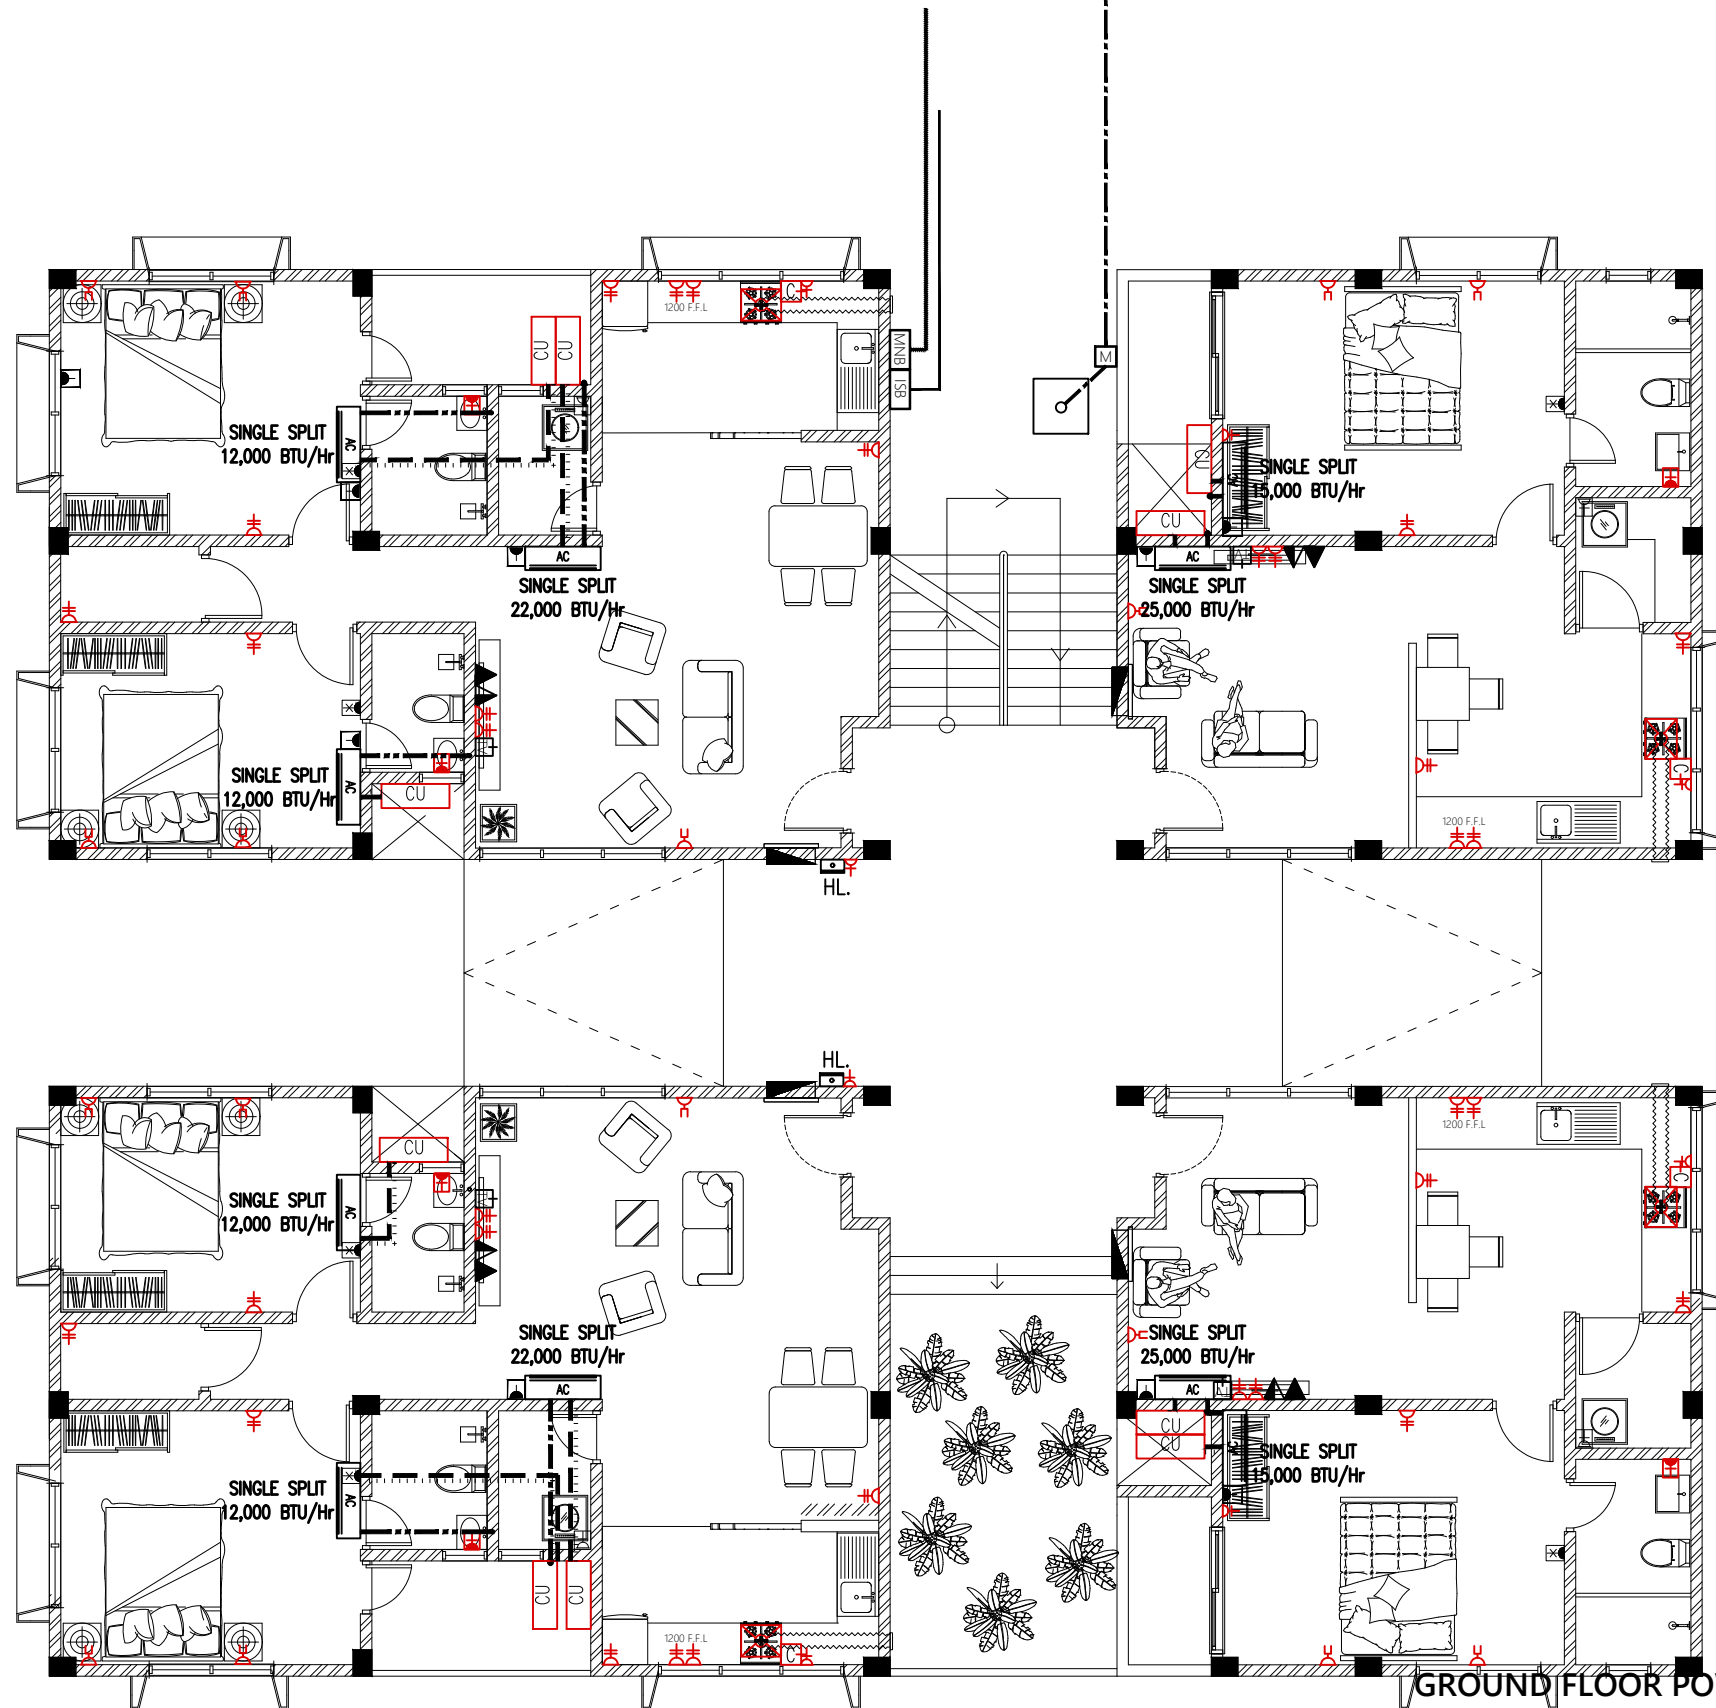 1200 F.F.L
C
CU
CU
MNB
ISB
M
SINGLE SPLIT
12,000 BTU/Hr
AC
CU
SINGLE SPLIT
15,000 BTU/Hr
CU
AC
AC
SINGLE SPLIT
22,000 BTU/Hr
SINGLE SPLIT
25,000 BTU/Hr
SINGLE SPLIT
12,000 BTU/Hr
AC
CU
C
1200 F.F.L
HL.
HL.
1200 F.F.L
CU
C
SINGLE SPLIT
12,000 BTU/Hr
AC
SINGLE SPLIT
22,000 BTU/Hr
SINGLE SPLIT
25,000 BTU/Hr
AC
AC
CU
CU
SINGLE SPLIT
15,000 BTU/Hr
SINGLE SPLIT
12,000 BTU/Hr
AC
CU
CU
1200 F.F.L
C
GROUND FLOOR PO